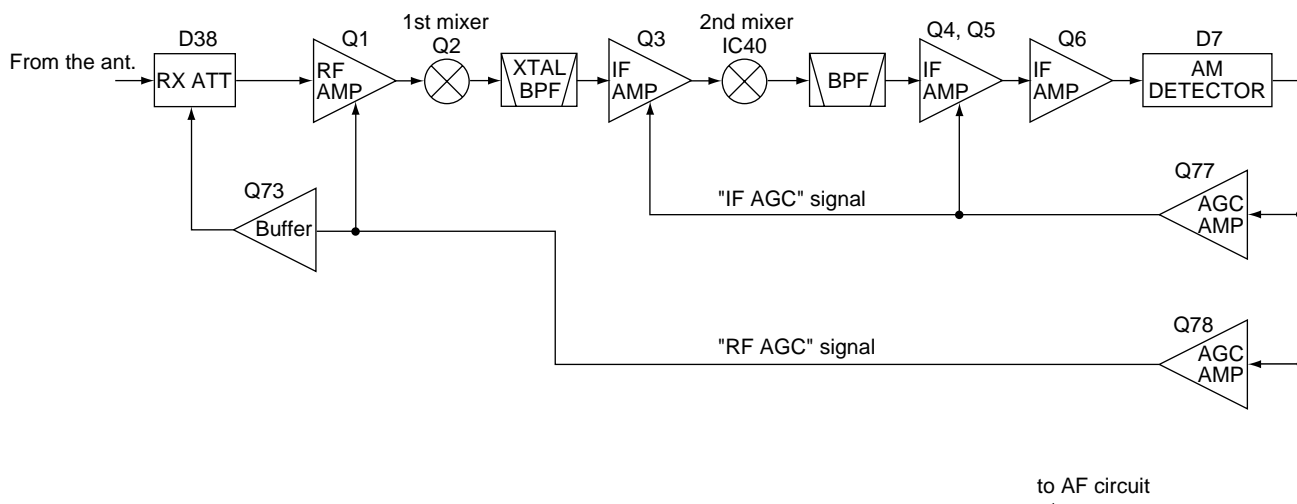 1st mixer
2nd mixer
D38
Q1
Q2
Q3
IC40
Q4, Q5
Q6
D7
From the ant.
RX ATT
RF
AMP
XTAL
BPF
IF
AMP
BPF
IF
AMP
IF
AMP
AM
DETECTOR
Q73
Buffer
"IF AGC" signal
Q77
AGC
AMP
"RF AGC" signal
Q78
AGC
AMP
to AF circuit